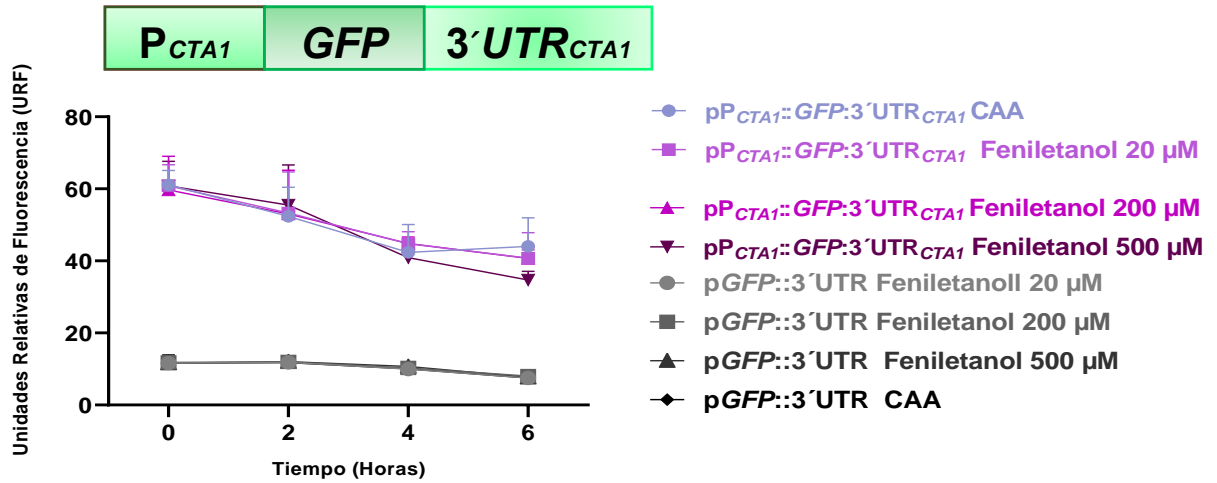 PCTA1 GFP 3´UTRCTA1
Unidades Relativas de Fluorescencia (URF)
80
60
40
20
0
0 2 4 6
Tiempo (Horas)
pPCTA1::GFP:3´UTRCTA1 CAA
pPCTA1::GFP:3´UTRCTA1 Feniletanol 20 µM
pPCTA1::GFP:3´UTRCTA1 Feniletanol 200 µM
pPCTA1::GFP:3´UTRCTA1 Feniletanol 500 µM
pGFP::3´UTR Feniletanoll 20 µM
pGFP::3´UTR Feniletanol 200 µM
pGFP::3´UTR Feniletanol 500 µM
pGFP::3´UTR CAA